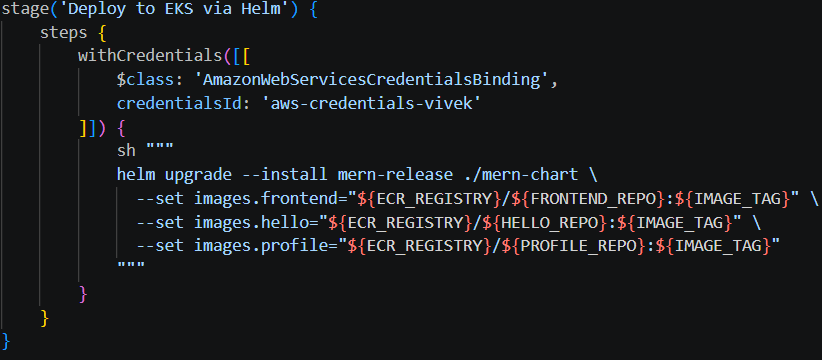 stage('Deploy to EKS via Helm') {
    steps {
        withCredentials([[
            $class: 'AmazonWebServicesCredentialsBinding',
            credentialsId: 'aws-credentials-vivek'
        ]]) {
            sh """
            helm upgrade --install mern-release ./mern-chart \
              --set images.frontend="${ECR_REGISTRY}/${FRONTEND_REPO}:${IMAGE_TAG}" \
              --set images.hello="${ECR_REGISTRY}/${HELLO_REPO}:${IMAGE_TAG}" \
              --set images.profile="${ECR_REGISTRY}/${PROFILE_REPO}:${IMAGE_TAG}"
            """
        }
    }
}